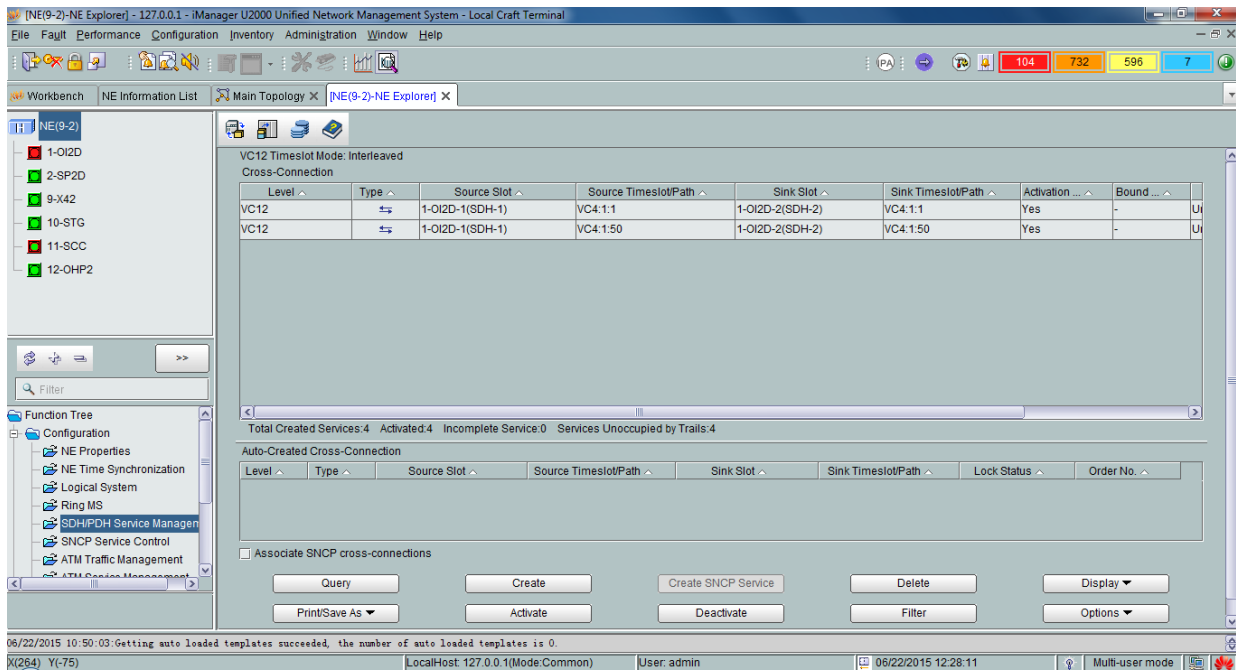 [NE(9-2)-NE Explorer] - 127.0.0.1 - iManager U2000 Unified Network Management System - Local Craft Terminal
File Fault Performance Configuration Inventory Administration Window Help
PA 104 732 596 7
Workbench NE Information List Main Topology [NE(9-2)-NE Explorer]
NE(9-2)
1-OI2D
2-SP2D
9-X42
10-STG
11-SCC
12-OHP2
>>
Filter
Function Tree
Configuration
NE Properties
NE Time Synchronization
Logical System
Ring MS
SDH/PDH Service Managem
SNCP Service Control
ATM Traffic Management
ATM Service Management
VC12 Timeslot Mode: Interleaved
Cross-Connection
Level Type Source Slot Source Timeslot/Path Sink Slot Sink Timeslot/Path Activation ... Bound ...
VC12 1-OI2D-1(SDH-1) VC4:1:1 1-OI2D-2(SDH-2) VC4:1:1 Yes - Ur
VC12 1-OI2D-1(SDH-1) VC4:1:50 1-OI2D-2(SDH-2) VC4:1:50 Yes - Ur
Total Created Services:4 Activated:4 Incomplete Service:0 Services Unoccupied by Trails:4
Auto-Created Cross-Connection
Level Type Source Slot Source Timeslot/Path Sink Slot Sink Timeslot/Path Lock Status Order No.
Associate SNCP cross-connections
Query Create Create SNCP Service Delete Display
Print/Save As Activate Deactivate Filter Options
06/22/2015 10:50:03:Getting auto loaded templates succeeded, the number of auto loaded templates is 0.
X(264) Y(-75) LocalHost: 127.0.0.1(Mode:Common) User: admin 06/22/2015 12:28:11 Multi-user mode